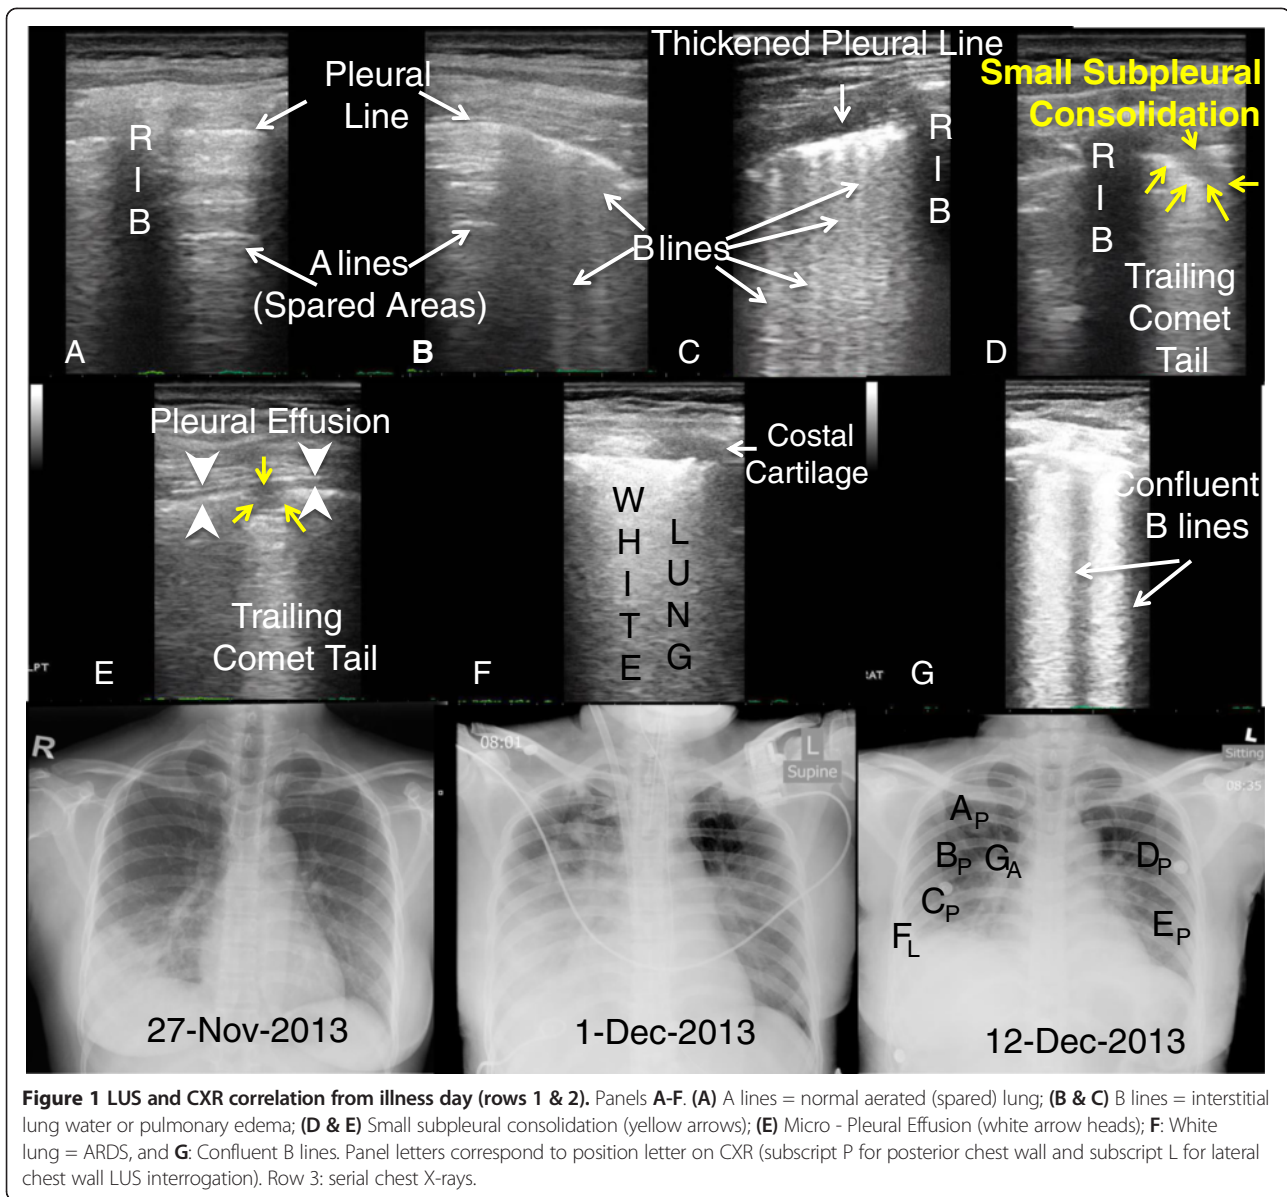 Pleural
Line
R
I
B
A lines
(Spared Areas)
A
B
Thickened Pleural Line
R
I
B
B lines
C
Small Subpleural
Consolidation
R
I
B
Trailing
Comet
Tail
D
Pleural Effusion
Trailing
Comet Tail
LPT
E
Costal
Cartilage
WHITE
LUNG
F
Confluent
B lines
RAT
G
R
27-Nov-2013
08:01
L
Supine
1-Dec-2013
L
Sitting
08:35
AP
BP
GA
DP
CP
EP
FL
12-Dec-2013
Figure 1 LUS and CXR correlation from illness day (rows 1 & 2). Panels A-F. (A) A lines = normal aerated (spared) lung; (B & C) B lines = interstitial
lung water or pulmonary edema; (D & E) Small subpleural consolidation (yellow arrows); (E) Micro - Pleural Effusion (white arrow heads); F: White
lung = ARDS, and G: Confluent B lines. Panel letters correspond to position letter on CXR (subscript P for posterior chest wall and subscript L for lateral
chest wall LUS interrogation). Row 3: serial chest X-rays.